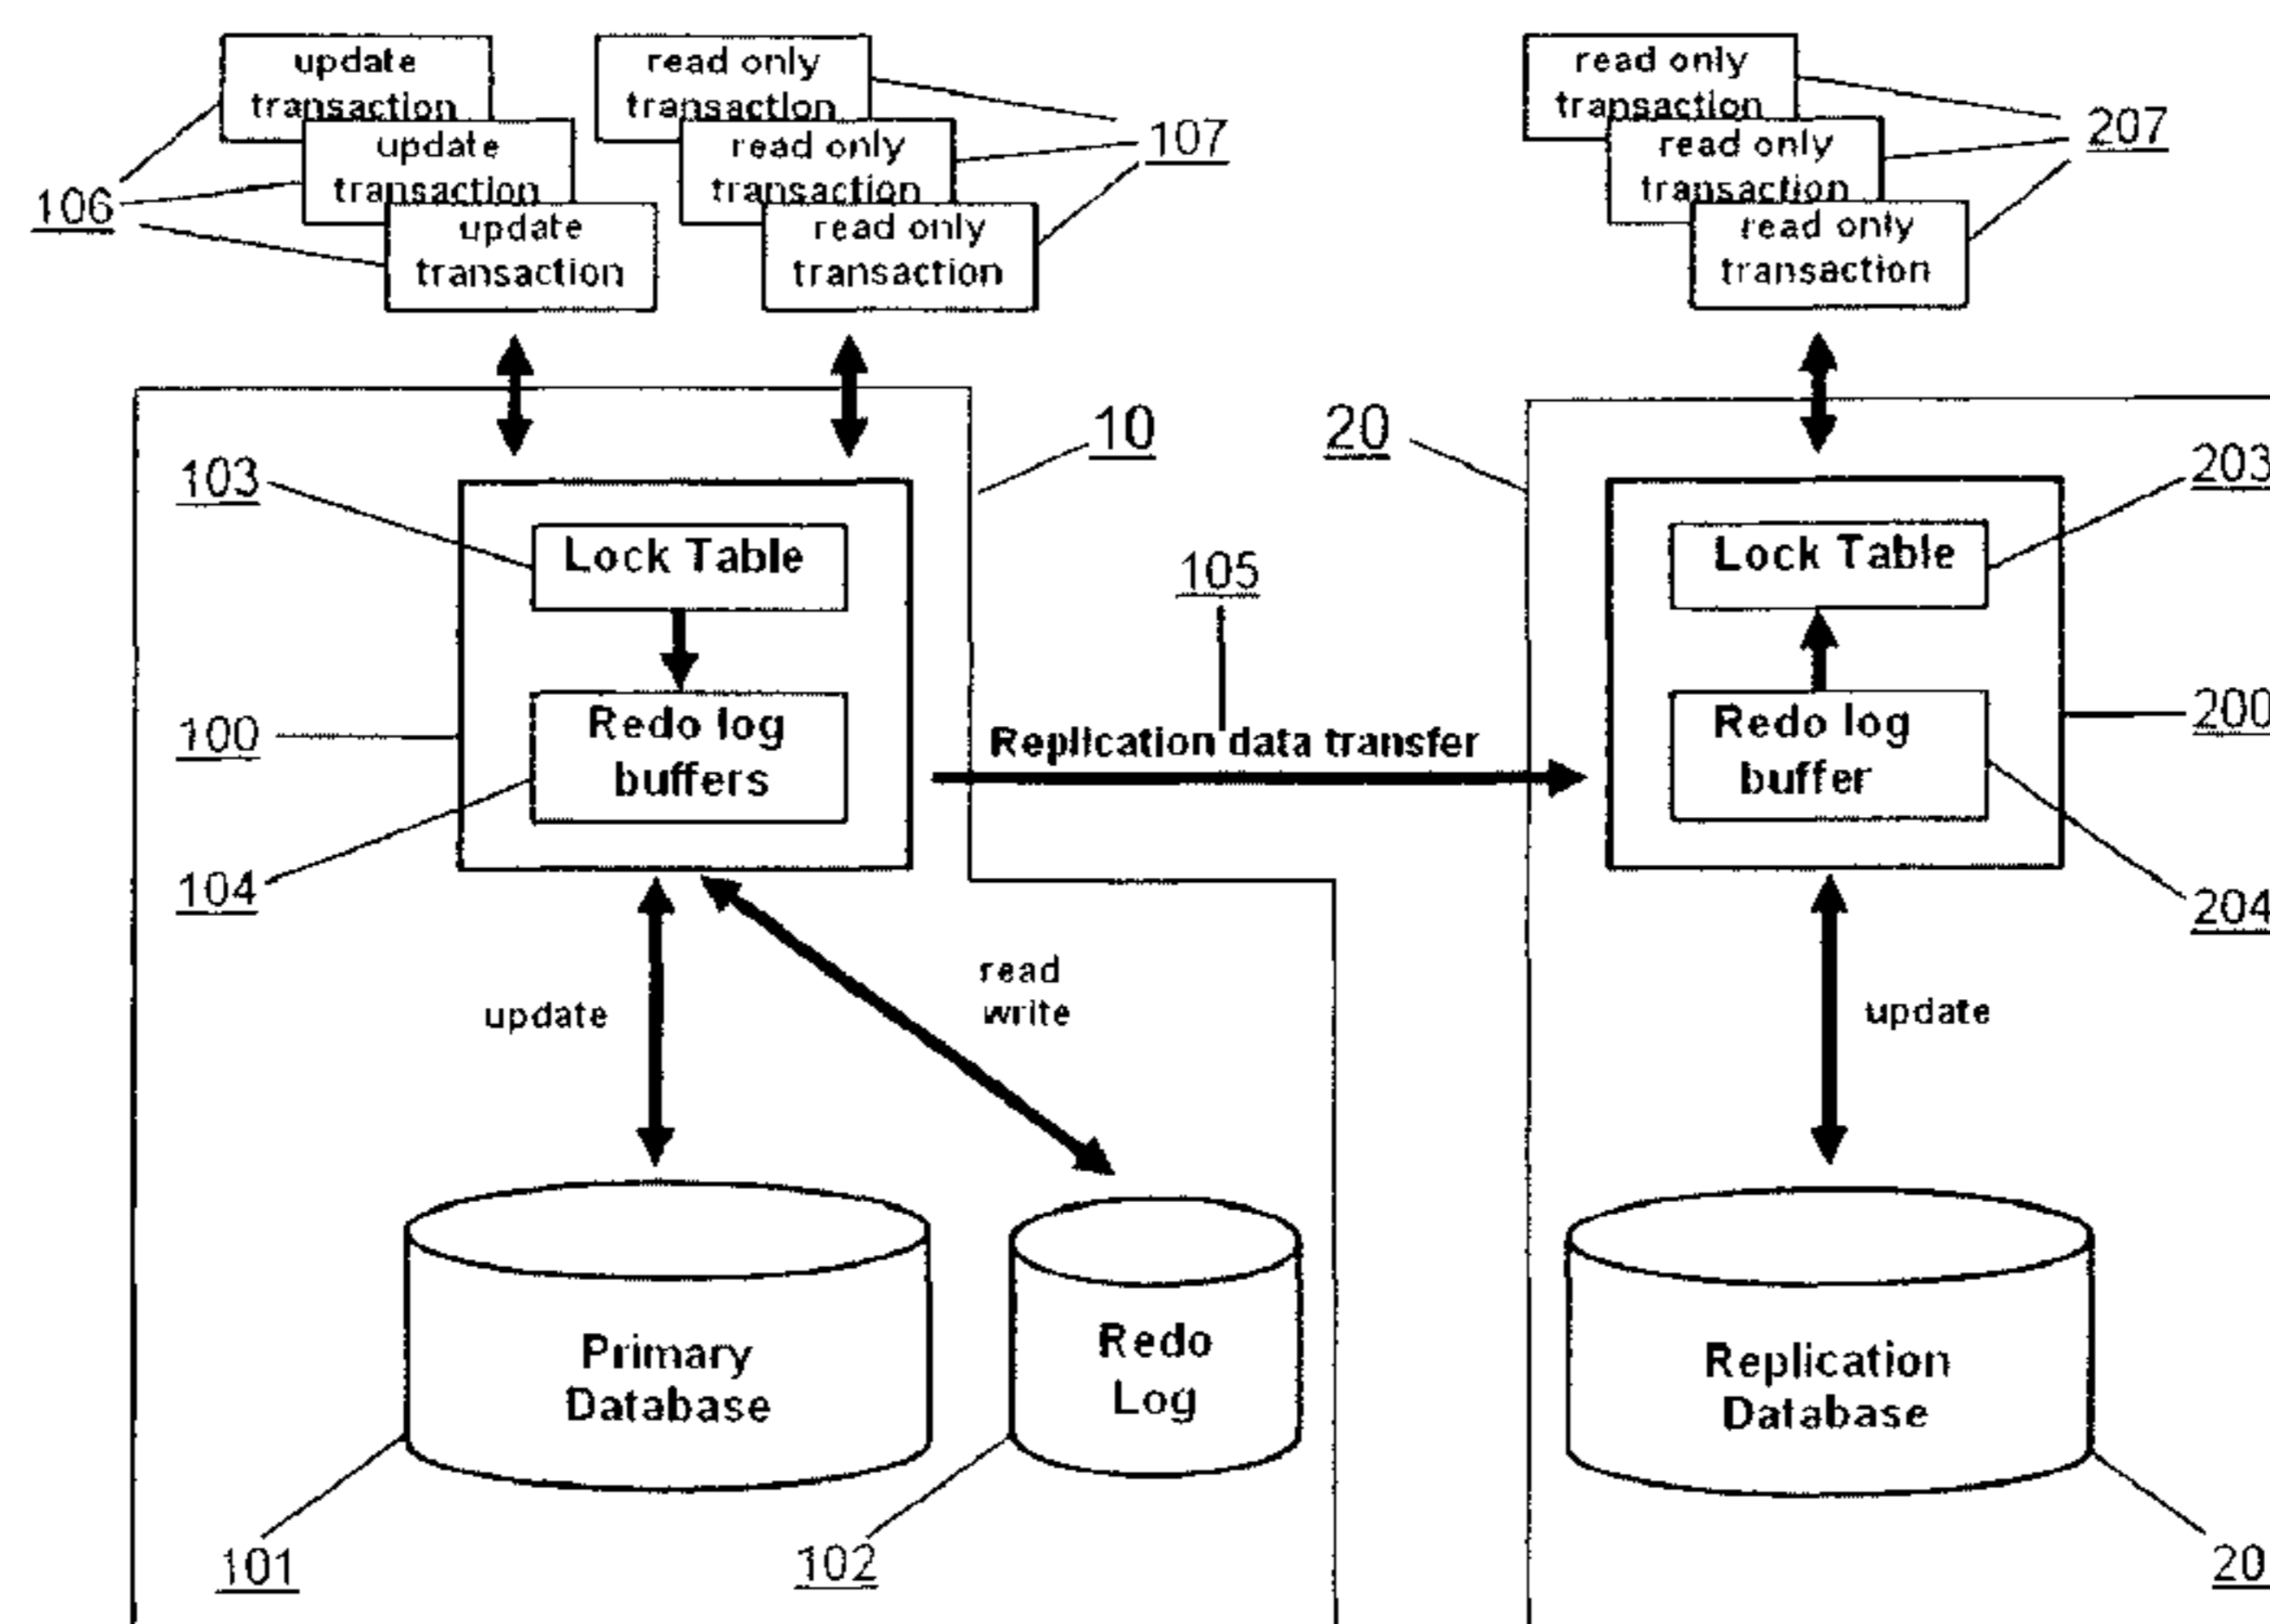 update
transaction
update
transaction
update
transaction
106
read only
transaction
read only
transaction
read only
transaction
107
read only
transaction
read only
transaction
read only
transaction
207
10
20
103
Lock Table
Redo log
buffers
100
104
105
Replication data transfer
203
Lock Table
Redo log
buffer
200
204
update
read
write
update
Primary
Database
Redo
Log
Replication
Database
101
102
20